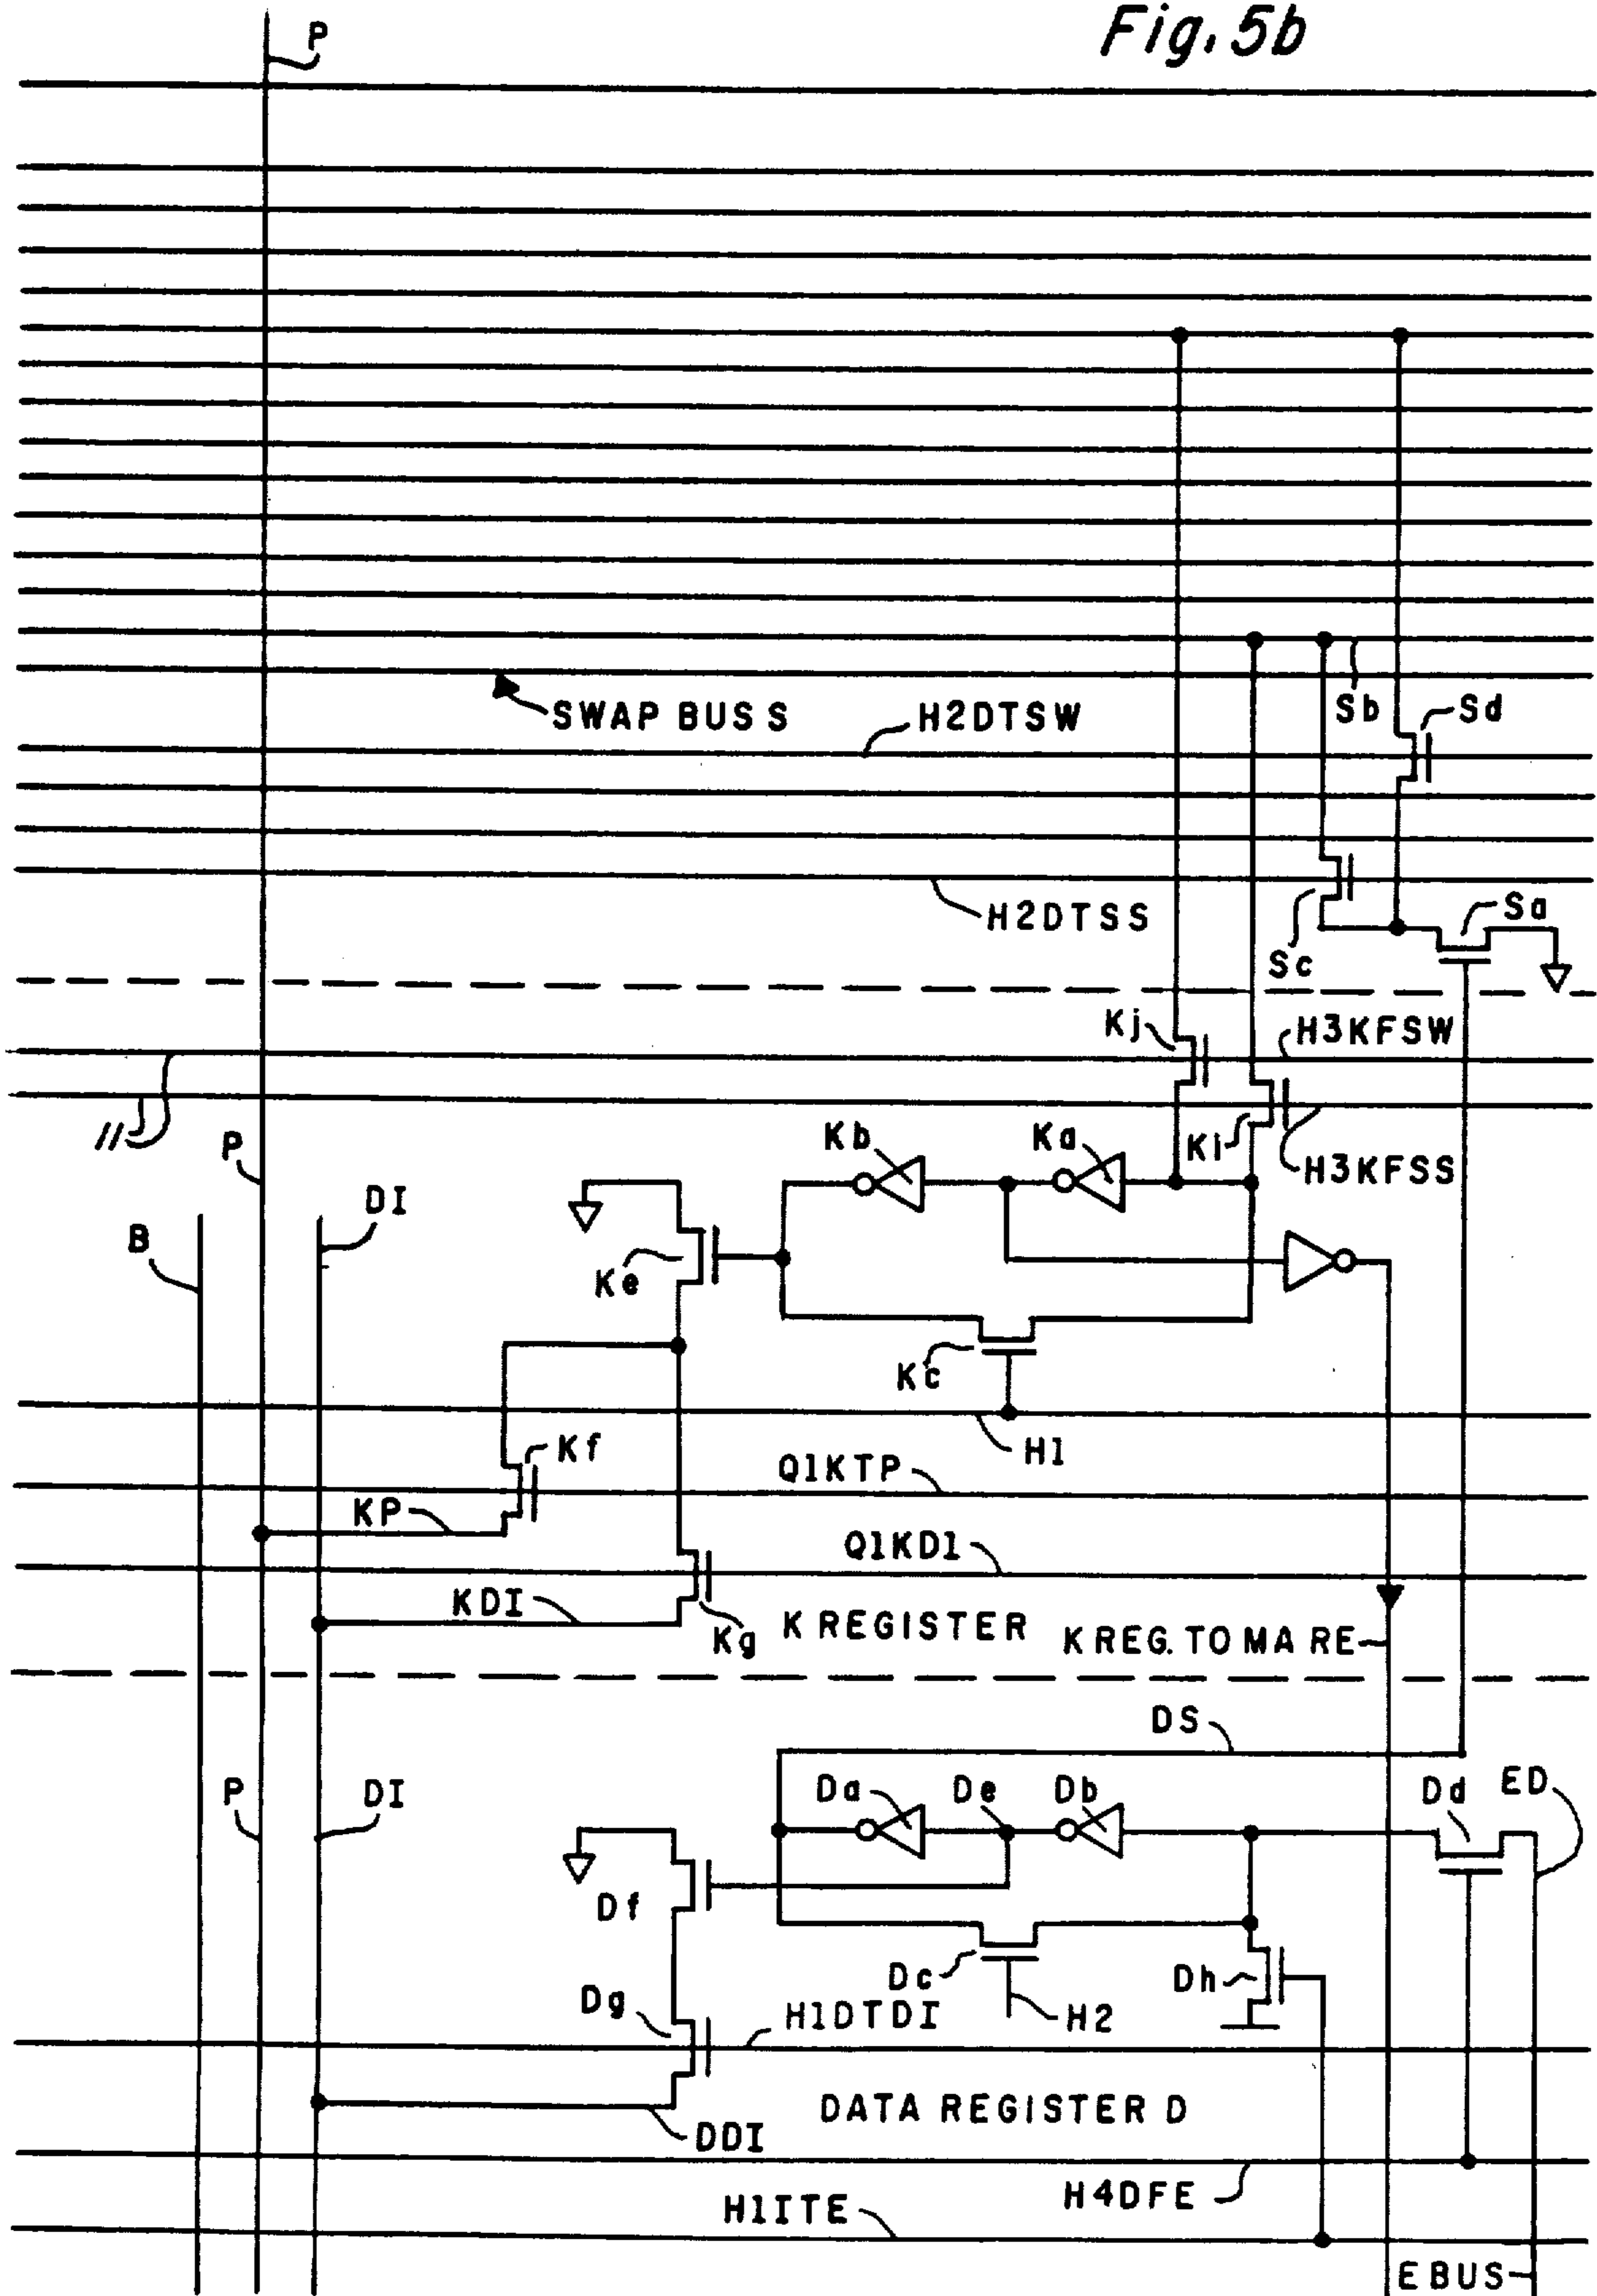 Fig. 5b
P
SWAP BUSS
H2DTSW
Sb
Sd
H2DTSS
Sa
Sc
Kj
H3KFSW
11
P
Kb
Ka
Ki
H3KFSS
DI
B
Ke
Kc
H1
Kf
Q1KTP
KP
Q1KD1
KDI
Kg
K REGISTER
K REG. TO MA RE
DS
P
DI
Da
De
Db
Dd
ED
Df
Dc
Dh
Dg
H1DTDI
H2
DATA REGISTER D
DDI
H4DFE
H1ITE
EBUS